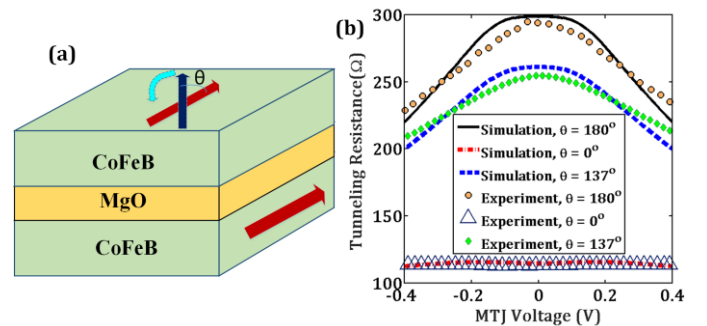 (a)
θ
CoFeB
MgO
CoFeB
(b)
300
250
200
150
100
Tunneling Resistance(Ω)
Simulation, θ = 180°
Simulation, θ = 0°
Simulation, θ = 137°
Experiment, θ = 180°
Experiment, θ = 0°
Experiment, θ = 137°
-0.4 -0.2 0 0.2 0.4
MTJ Voltage (V)